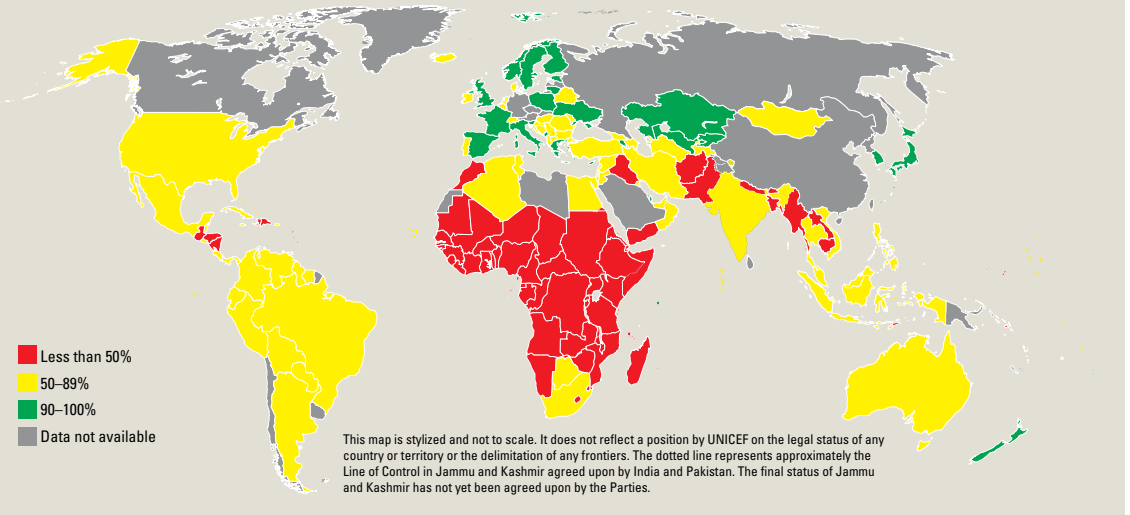 Less than 50%
50–89%
90–100%
Data not available
This map is stylized and not to scale. It does not reflect a position by UNICEF on the legal status of any
country or territory or the delimitation of any frontiers. The dotted line represents approximately the
Line of Control in Jammu and Kashmir agreed upon by India and Pakistan. The final status of Jammu
and Kashmir has not yet been agreed upon by the Parties.